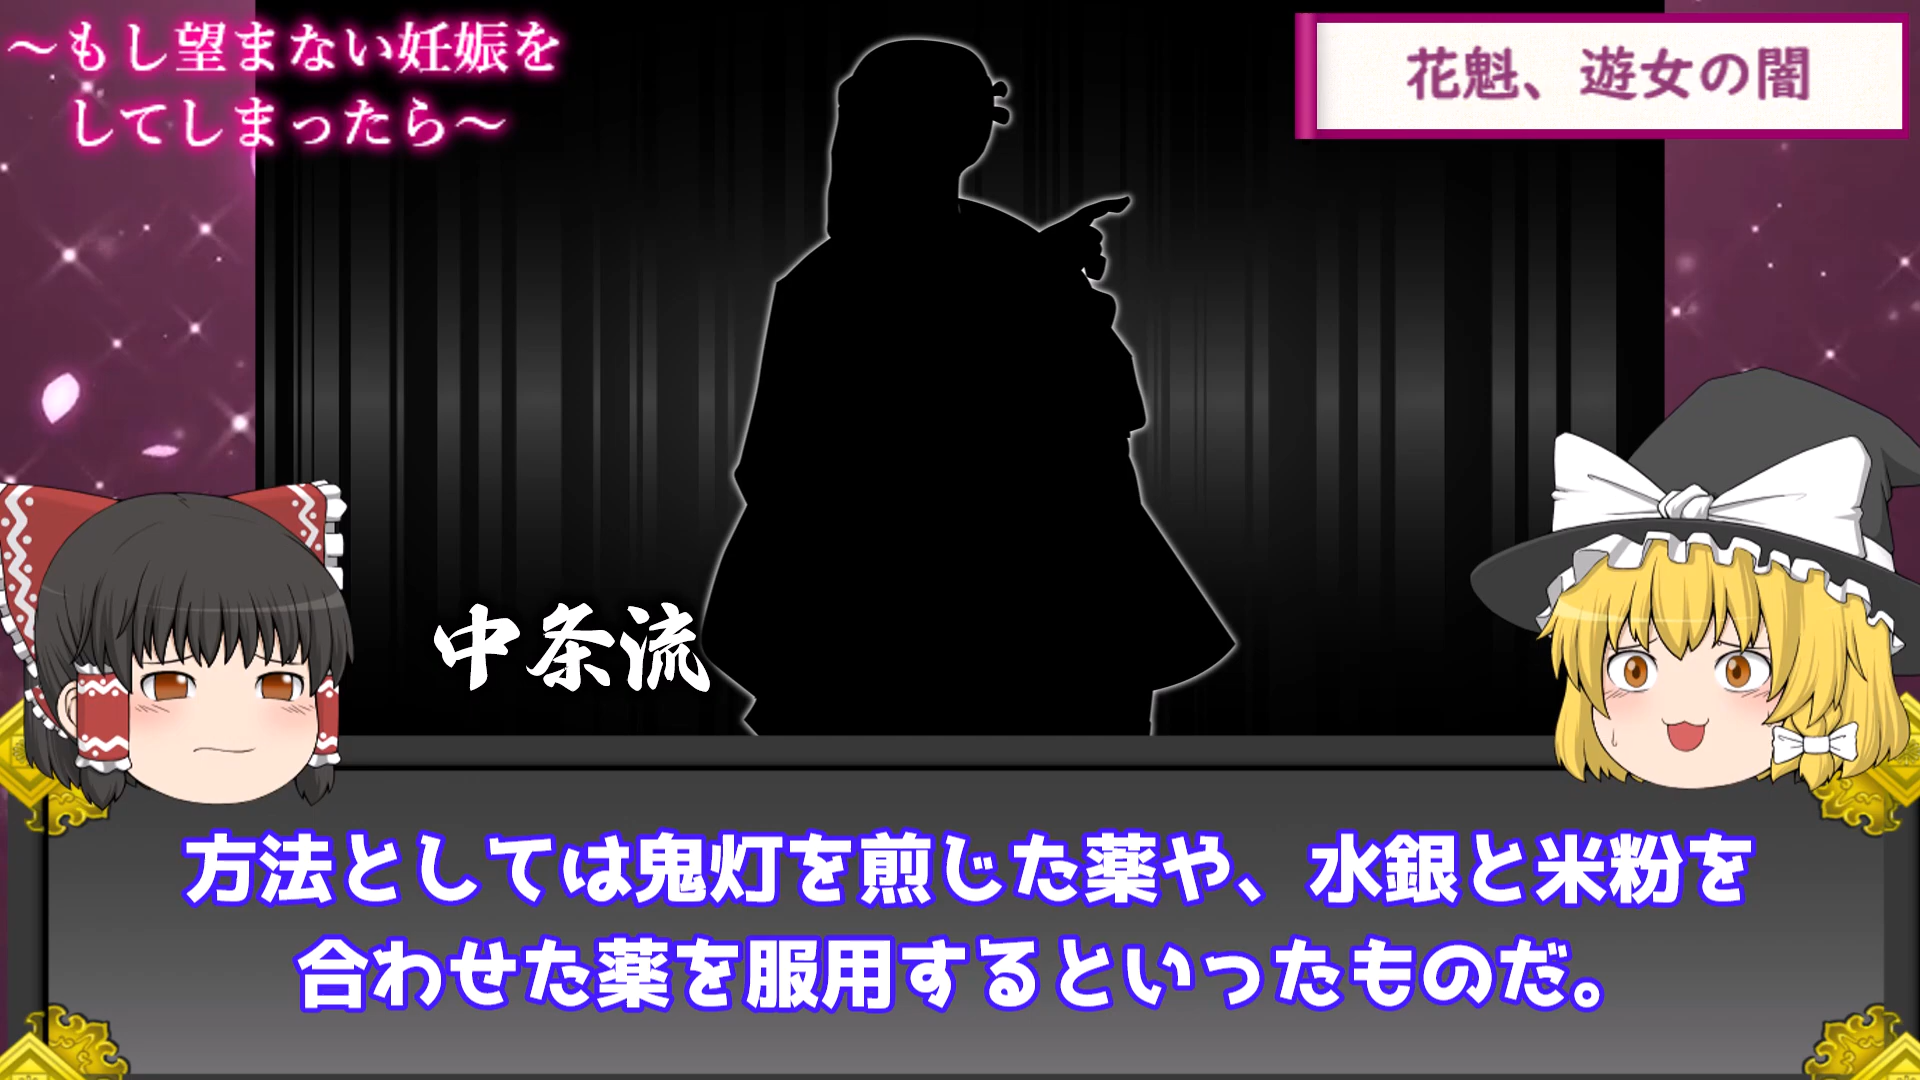 ～もし望まない妊娠を
してしまったら～
花魁、遊女の闇
中条流
方法としては鬼灯を煎じた薬や、水銀と米粉を
合わせた薬を服用するといったものだ。